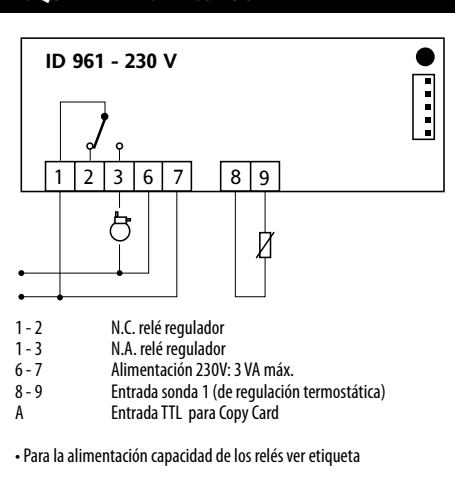 ID 961 - 230 V
1 2 3 6 7 8 9
1 - 2 N.C. relé regulador
1 - 3 N.A. relé regulador
6 - 7 Alimentación 230V: 3 VA máx.
8 - 9 Entrada sonda 1 (de regulación termostática)
A Entrada TTL para Copy Card
• Para la alimentación capacidad de los relés ver etiqueta